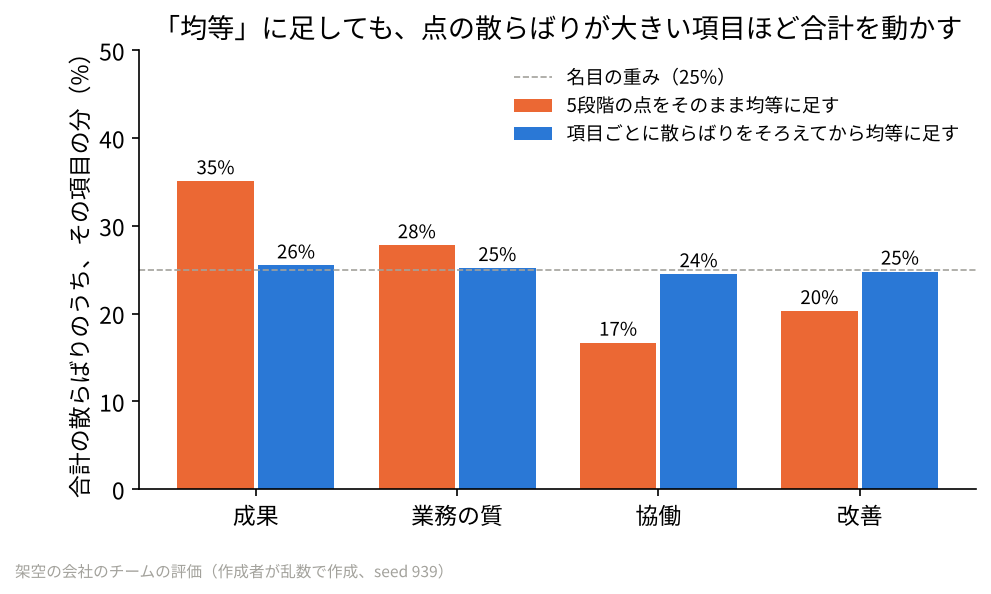 「均等」に足しても、点の散らばりが大きい項目ほど合計を動かす
合計の散らばりのうち、その項目の分（%）
50
40
30
20
10
0
名目の重み（25%）
5段階の点をそのまま均等に足す
項目ごとに散らばりをそろえてから均等に足す
35%
26%
28%
25%
17%
24%
20%
25%
成果
業務の質
協働
改善
架空の会社のチームの評価（作成者が乱数で作成、seed 939）